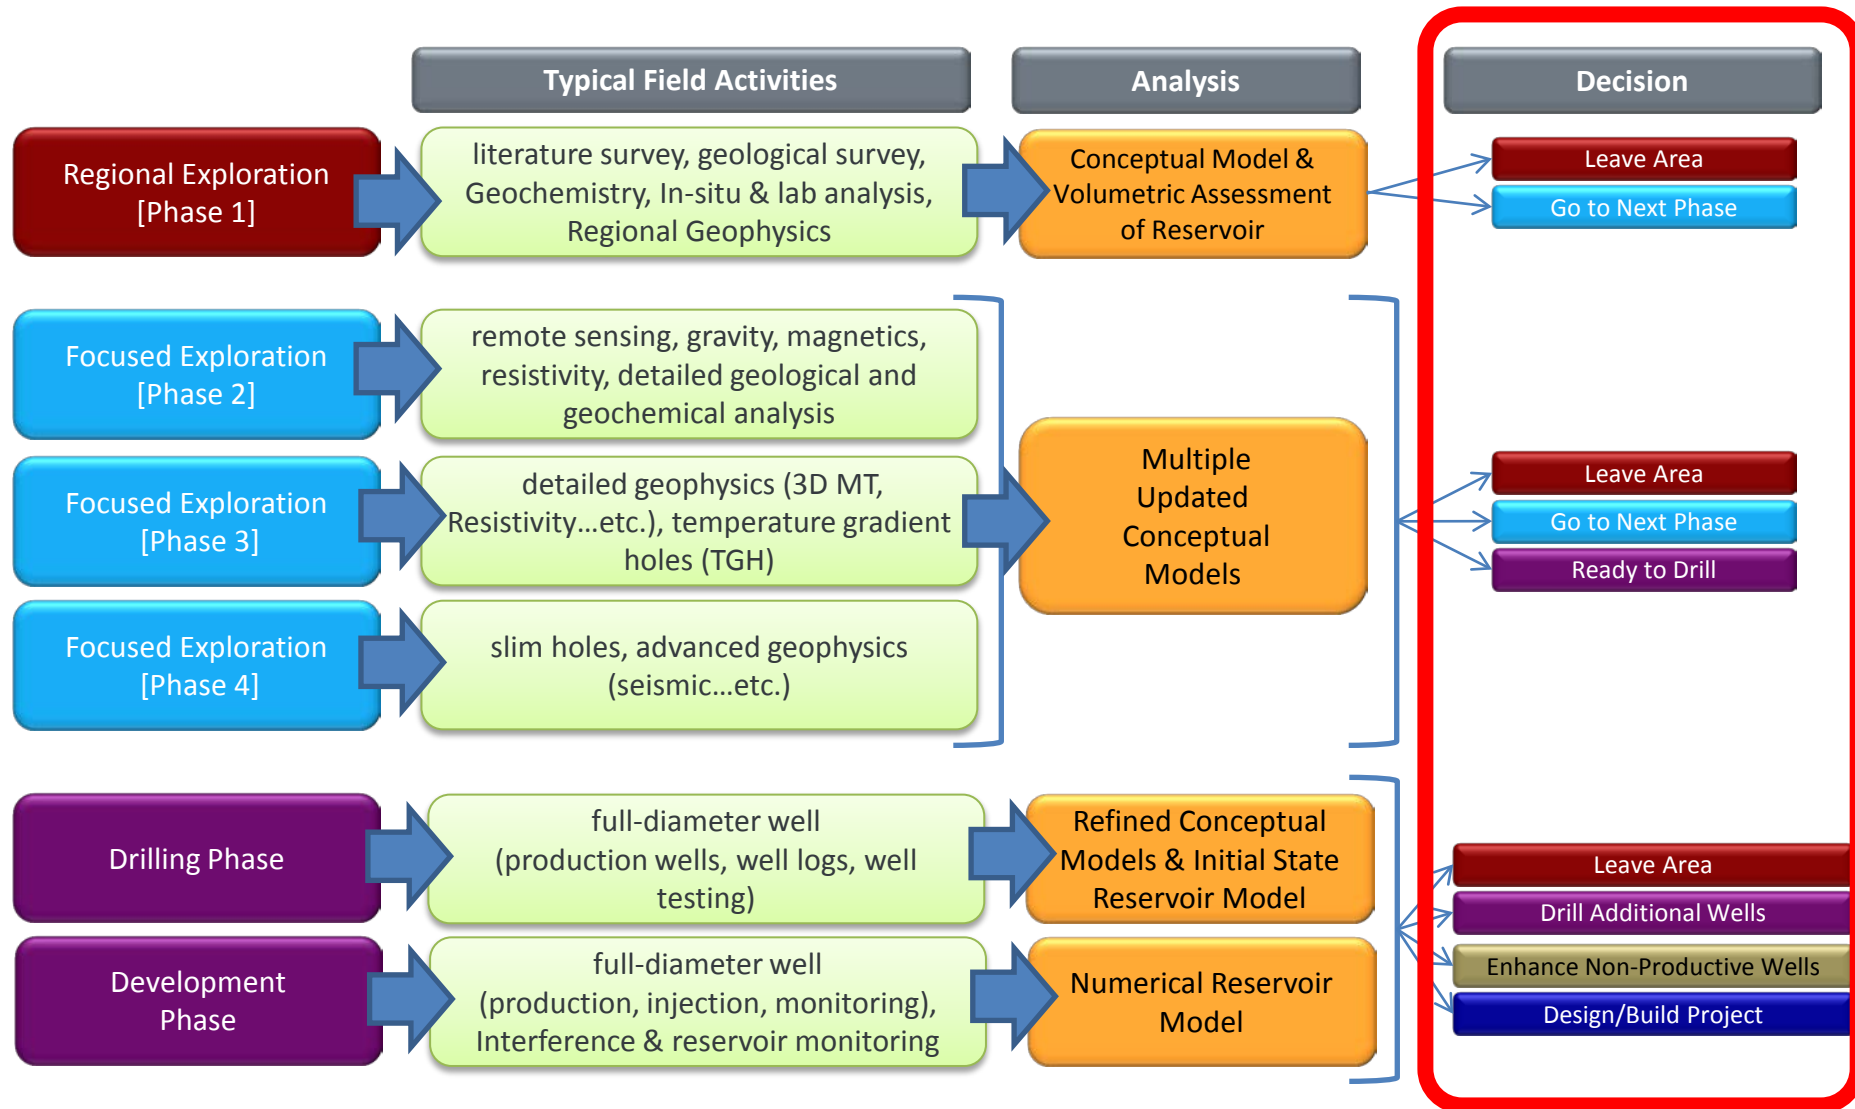 Typical Field Activities
Analysis
Decision
Regional Exploration
[Phase 1]
literature survey, geological survey,
Geochemistry, In-situ & lab analysis,
Regional Geophysics
Conceptual Model &
Volumetric Assessment
of Reservoir
Leave Area
Go to Next Phase
Focused Exploration
[Phase 2]
remote sensing, gravity, magnetics,
resistivity, detailed geological and
geochemical analysis
Focused Exploration
[Phase 3]
detailed geophysics (3D MT,
Resistivity...etc.), temperature gradient
holes (TGH)
Focused Exploration
[Phase 4]
slim holes, advanced geophysics
(seismic...etc.)
Multiple
Updated
Conceptual
Models
Leave Area
Go to Next Phase
Ready to Drill
Drilling Phase
full-diameter well
(production wells, well logs, well
testing)
Refined Conceptual
Models & Initial State
Reservoir Model
Development
Phase
full-diameter well
(production, injection, monitoring),
Interference & reservoir monitoring
Numerical Reservoir
Model
Leave Area
Drill Additional Wells
Enhance Non-Productive Wells
Design/Build Project